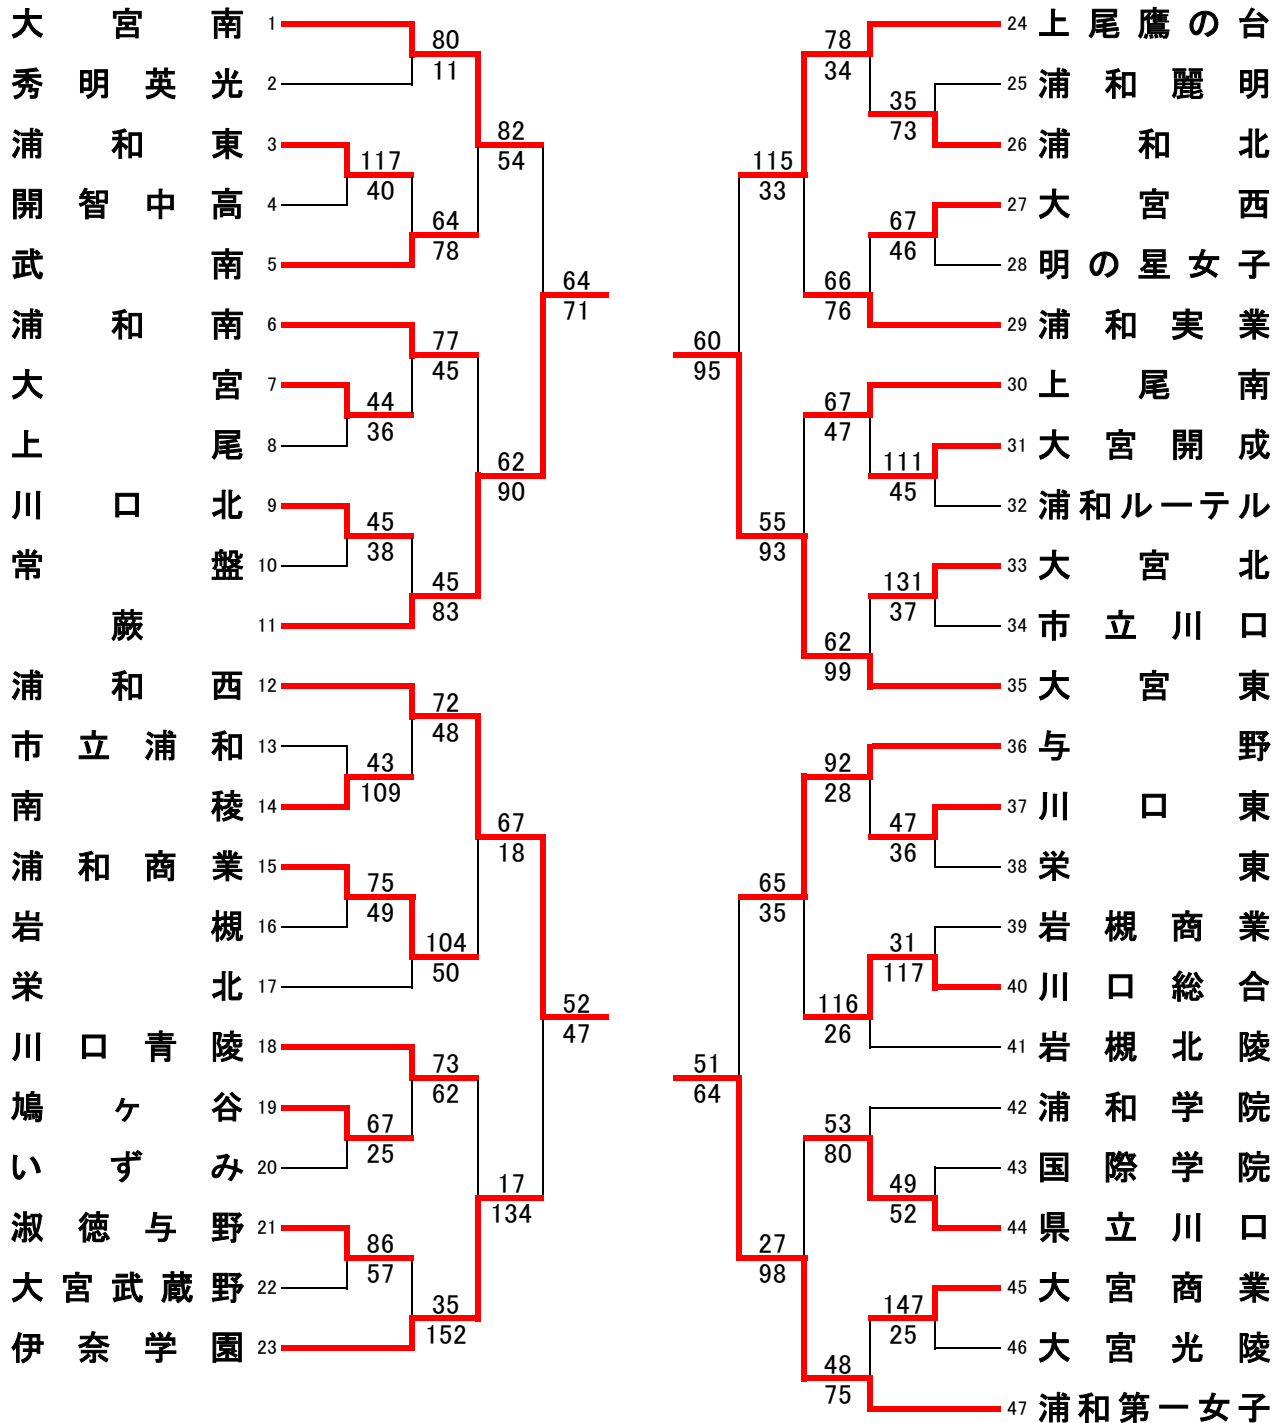 大宮南 1
秀明英光 2
浦和東 3
開智中高 4
武南 5
浦和南 6
大宮 7
上尾 8
川口北 9
常盤 10
蕨 11
浦和西 12
市立浦和 13
南稜 14
浦和商業 15
岩槻 16
栄北 17
川口青陵 18
鳩ヶ谷 19
いずみ 20
淑徳与野 21
大宮武蔵野 22
伊奈学園 23
117
40
44
36
45
38
43
109
75
49
67
25
86
57
80
11
64
78
77
45
45
83
72
48
104
50
73
62
35
152
82
54
62
90
67
18
17
134
64
71
52
47
60
95
51
64
115
33
55
93
65
35
27
98
78
34
66
76
67
47
62
99
92
28
116
26
53
80
48
75
35
73
67
46
111
45
131
37
47
36
31
117
49
52
147
25
24 上尾鷹の台
25 浦和麗明
26 浦和北
27 大宮西
28 明の星女子
29 浦和実業
30 上尾南
31 大宮開成
32 浦和ルーテル
33 大宮北
34 市立川口
35 大宮東
36 与野
37 川口東
38 栄東
39 岩槻商業
40 川口総合
41 岩槻北陵
42 浦和学院
43 国際学院
44 県立川口
45 大宮商業
46 大宮光陵
47 浦和第一女子